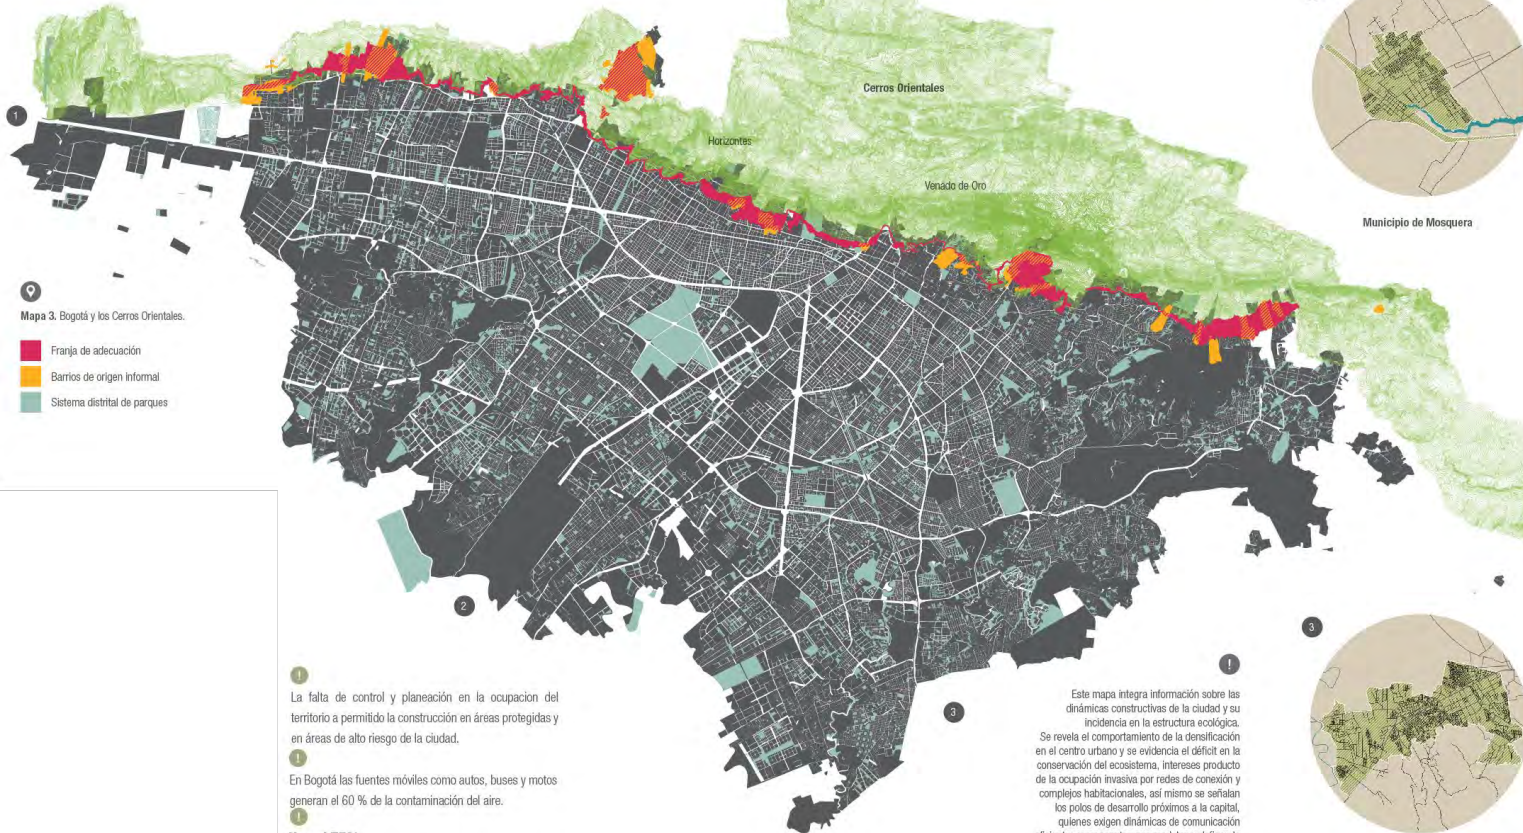 Cerros Orientales
Horizontes
Venado de Oro
1
Municipio de Mosquera
Mapa 3. Bogotá y los Cerros Orientales.
Franja de adecuación
Barrios de origen informal
Sistema distrital de parques
2
3
3
La falta de control y planeación en la ocupacion del
territorio a permitido la construcción en áreas protegidas y
en áreas de alto riesgo de la ciudad.
En Bogotá las fuentes móviles como autos, buses y motos
generan el 60 % de la contaminación del aire.
Este mapa integra información sobre las
dinámicas constructivas de la ciudad y su
incidencia en la estructura ecológica.
Se revela el comportamiento de la densificación
en el centro urbano y se evidencia el déficit en la
conservación del ecosistema, intereses producto
de la ocupación invasiva por redes de conexión y
complejos habitacionales, así mismo se señalan
los polos de desarrollo próximos a la capital,
quienes exigen dinámicas de comunicación